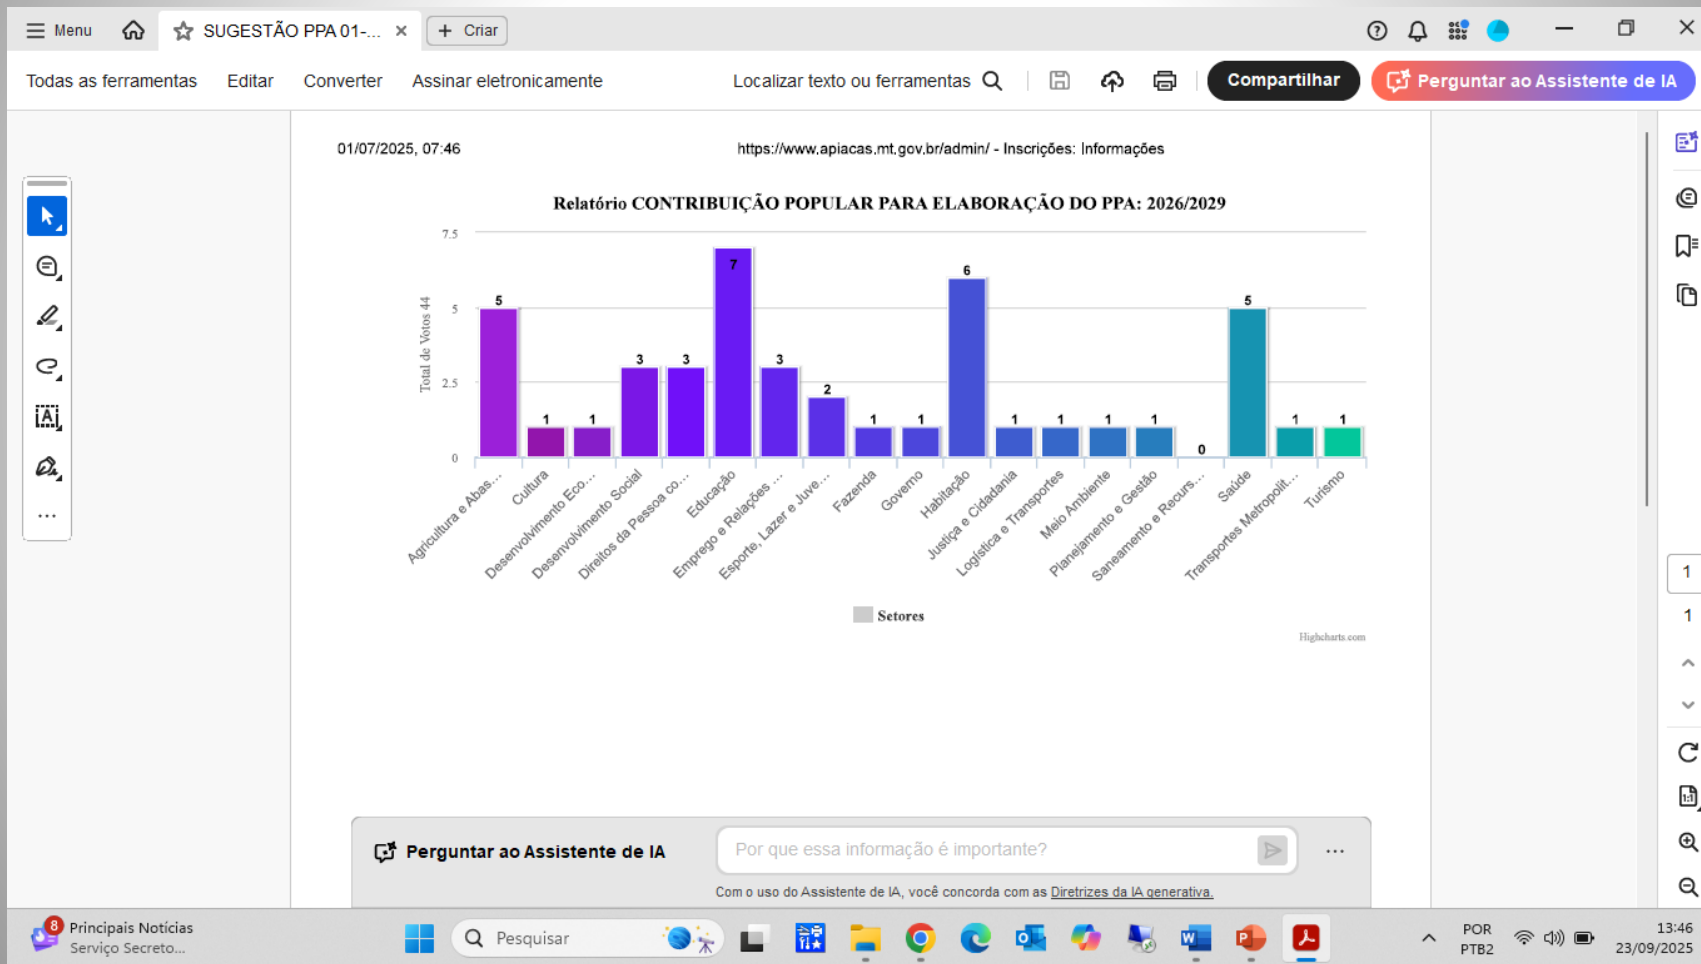 Menu
SUGESTÃO PPA 01-...
Criar
Todas as ferramentas
Editar
Converter
Assinar eletronicamente
Localizar texto ou ferramentas
Compartilhar
Perguntar ao Assistente de IA
01/07/2025, 07:46
https://www.apiacas.mt.gov.br/admin/ - Inscrições: Informações
Relatório CONTRIBUIÇÃO POPULAR PARA ELABORAÇÃO DO PPA: 2026/2029
Total de Votos 44
7.5
5
2.5
0
5
1
1
3
3
7
3
2
1
1
6
1
1
1
1
0
5
1
1
Agricultura e Abas...
Cultura
Desenvolvimento Eco...
Desenvolvimento Social
Direitos da Pessoa co...
Educação
Emprego e Relações ...
Esporte, Lazer e Juve...
Fazenda
Governo
Habitação
Justiça e Cidadania
Logística e Transportes
Meio Ambiente
Planejamento e Gestão
Saneamento e Recurs...
Saúde
Transportes Metropolit...
Turismo
Setores
Highcharts.com
1
1
1:1
Perguntar ao Assistente de IA
Por que essa informação é importante?
Com o uso do Assistente de IA, você concorda com as Diretrizes da IA generativa.
8
Principais Notícias
Serviço Secreto...
Pesquisar
POR
PTB2
13:46
23/09/2025